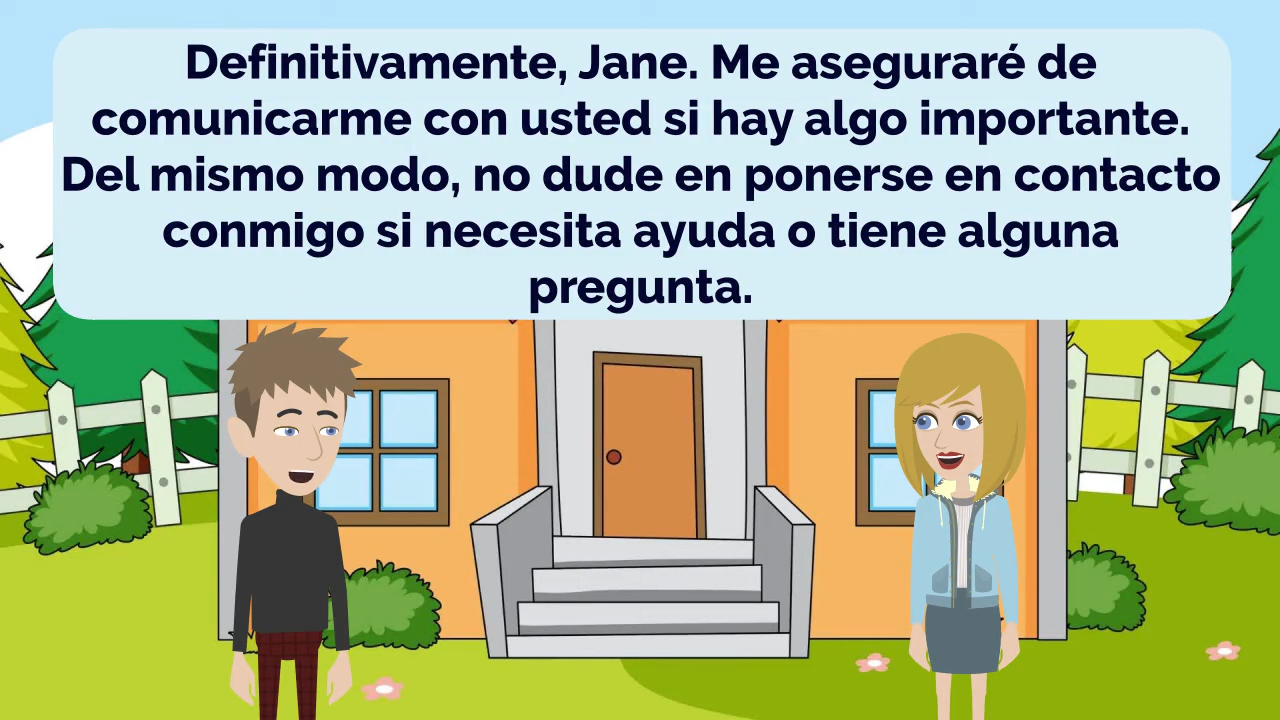 Definitivamente, Jane. Me aseguraré de
comunicarme con usted si hay algo importante.
Del mismo modo, no dude en ponerse en contacto
conmigo si necesita ayuda o tiene alguna
pregunta.